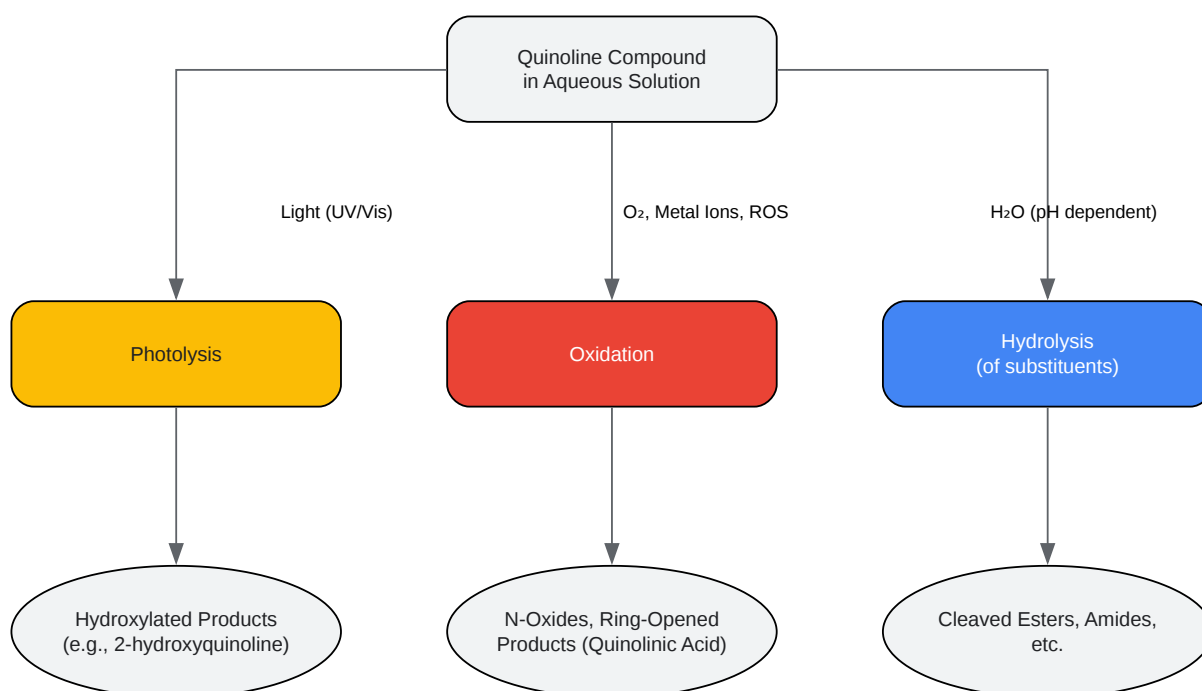 Quinoline Compound
in Aqueous Solution
Light (UV/Vis)
O₂, Metal Ions, ROS
H₂O (pH dependent)
Photolysis
Oxidation
Hydrolysis
(of substituents)
Hydroxylated Products
(e.g., 2-hydroxyquinoline)
N-Oxides, Ring-Opened
Products (Quinolinic Acid)
Cleaved Esters, Amides,
etc.